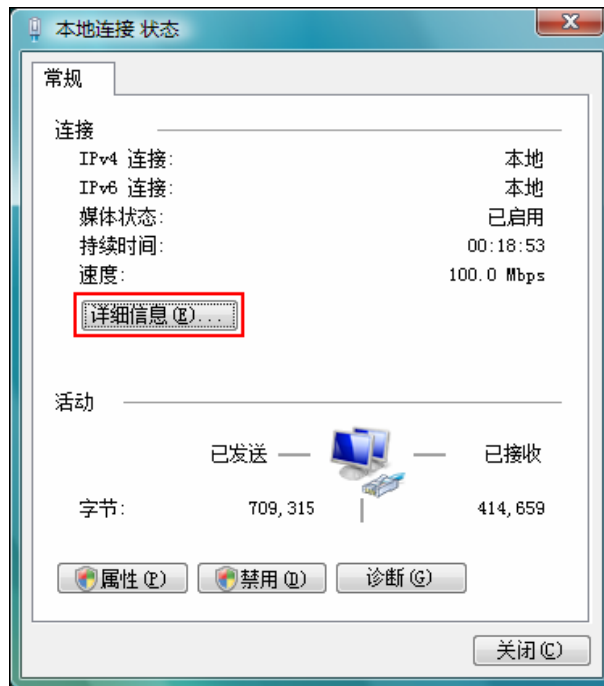 本地连接 状态
常规
连接
IPv4 连接: 本地
IPv6 连接: 本地
媒体状态: 已启用
持续时间: 00:18:53
速度: 100.0 Mbps
详细信息(E)...
活动
已发送 已接收
字节: 709,315 414,659
属性(P) 禁用(D) 诊断(G)
关闭(C)